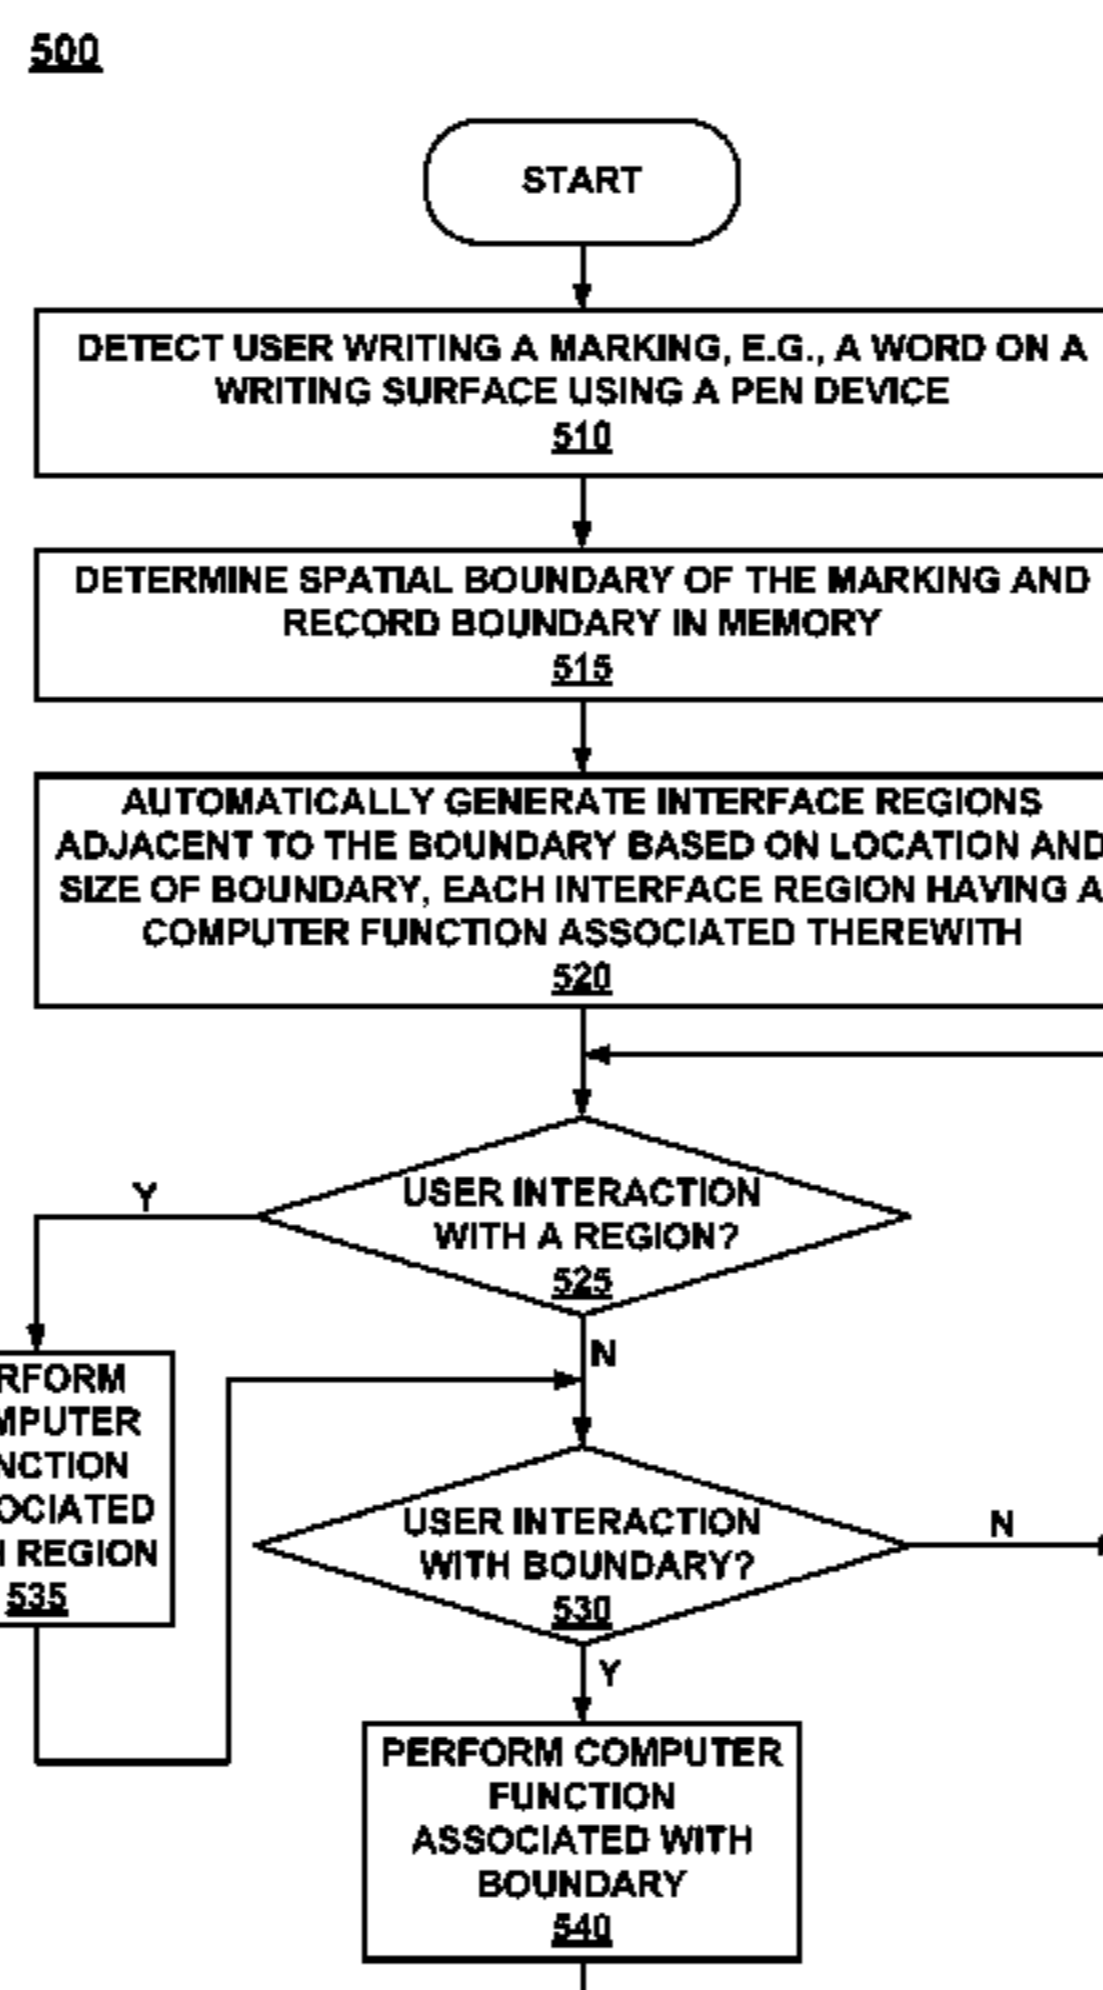 500
START
DETECT USER WRITING A MARKING, E.G., A WORD ON A
WRITING SURFACE USING A PEN DEVICE
510
DETERMINE SPATIAL BOUNDARY OF THE MARKING AND
RECORD BOUNDARY IN MEMORY
515
AUTOMATICALLY GENERATE INTERFACE REGIONS
ADJACENT TO THE BOUNDARY BASED ON LOCATION AND
SIZE OF BOUNDARY, EACH INTERFACE REGION HAVING A
COMPUTER FUNCTION ASSOCIATED THEREWITH
520
USER INTERACTION
WITH A REGION?
525
Y
N
RFORM
MPUTER
NCTION
OCIATED
REGION
535
USER INTERACTION
WITH BOUNDARY?
530
N
Y
PERFORM COMPUTER
FUNCTION
ASSOCIATED WITH
BOUNDARY
540